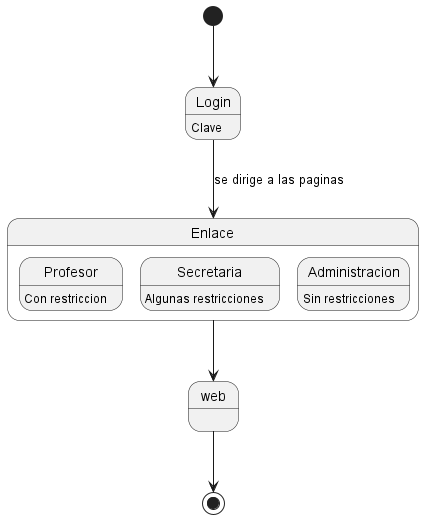 Login
Clave
se dirige a las paginas
Enlace
Profesor
Con restriccion
Secretaria
Algunas restricciones
Administracion
Sin restricciones
web